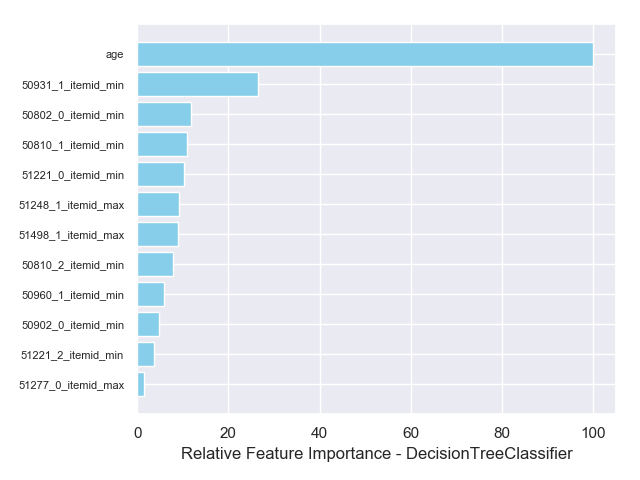 age
50931_1_itemid_min
50802_0_itemid_min
50810_1_itemid_min
51221_0_itemid_min
51248_1_itemid_max
51498_1_itemid_max
50810_2_itemid_min
50960_1_itemid_min
50902_0_itemid_min
51221_2_itemid_min
51277_0_itemid_max
0 20 40 60 80 100
Relative Feature Importance - DecisionTreeClassifier